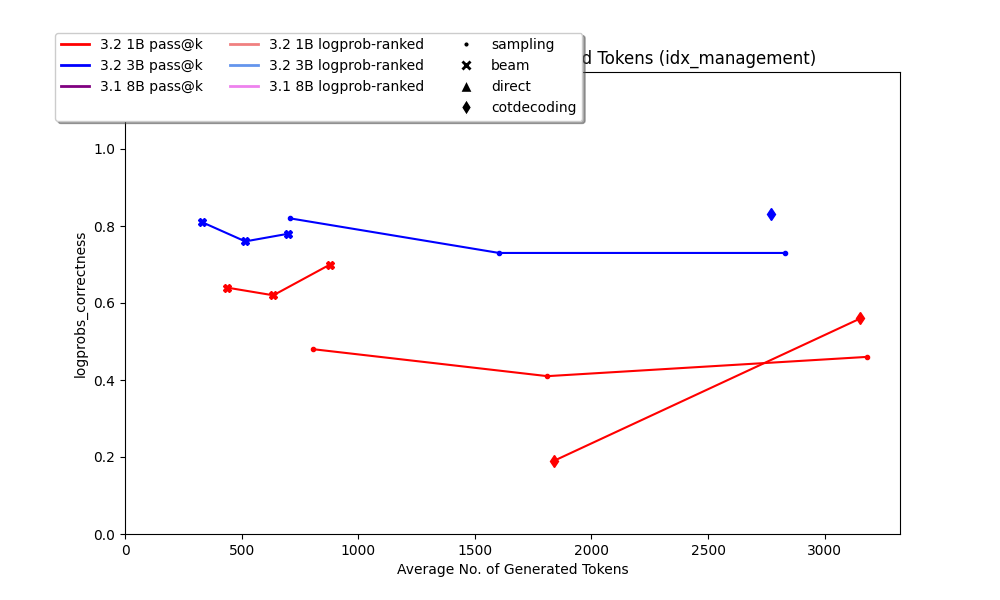 3.2 1B pass@k
3.2 3B pass@k
3.1 8B pass@k
3.2 1B logprob-ranked
3.2 3B logprob-ranked
3.1 8B logprob-ranked
sampling
beam
direct
cotdecoding
Tokens (idx_management)
logprobs_correctness
1.0
0.8
0.6
0.4
0.2
0.0
0
500
1000
1500
2000
2500
3000
Average No. of Generated Tokens